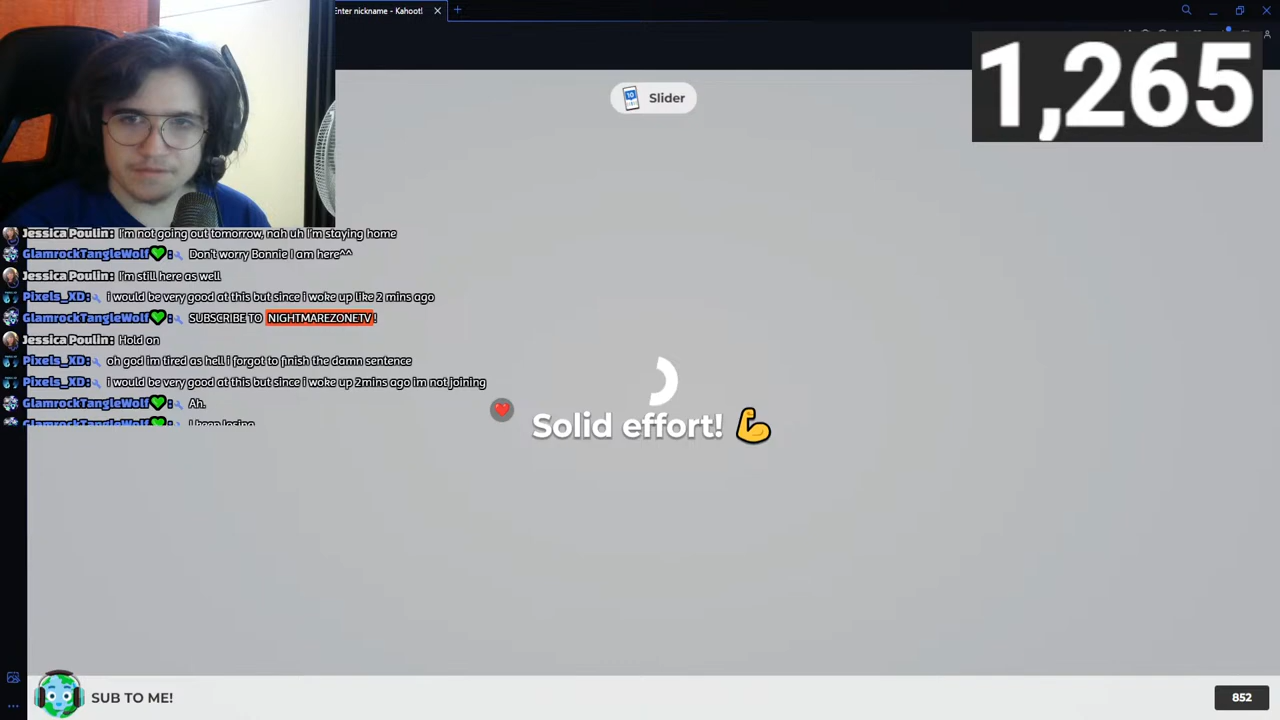 Enter nickname - Kahoot!
1,265
Slider
Jessica Poulin: I'm not going out tomorrow, nah uh I'm staying home
GlamrockTangleWolf💚: Don't worry Bonnie I am here^^
Jessica Poulin: I'm still here as well
Pixels_XD: i would be very good at this but since i woke up like 2 mins ago
GlamrockTangleWolf💚: SUBSCRIBE TO NIGHTMAREZONETV!
Jessica Poulin: Hold on
Pixels_XD: oh god im tired as hell i forgot to finish the damn sentence
Pixels_XD: i would be very good at this but since i woke up 2mins ago im not joining
GlamrockTangleWolf💚: Ah.
GlamrockTangleWolf💚: I keep losing
Solid effort! 💪
SUB TO ME!
852